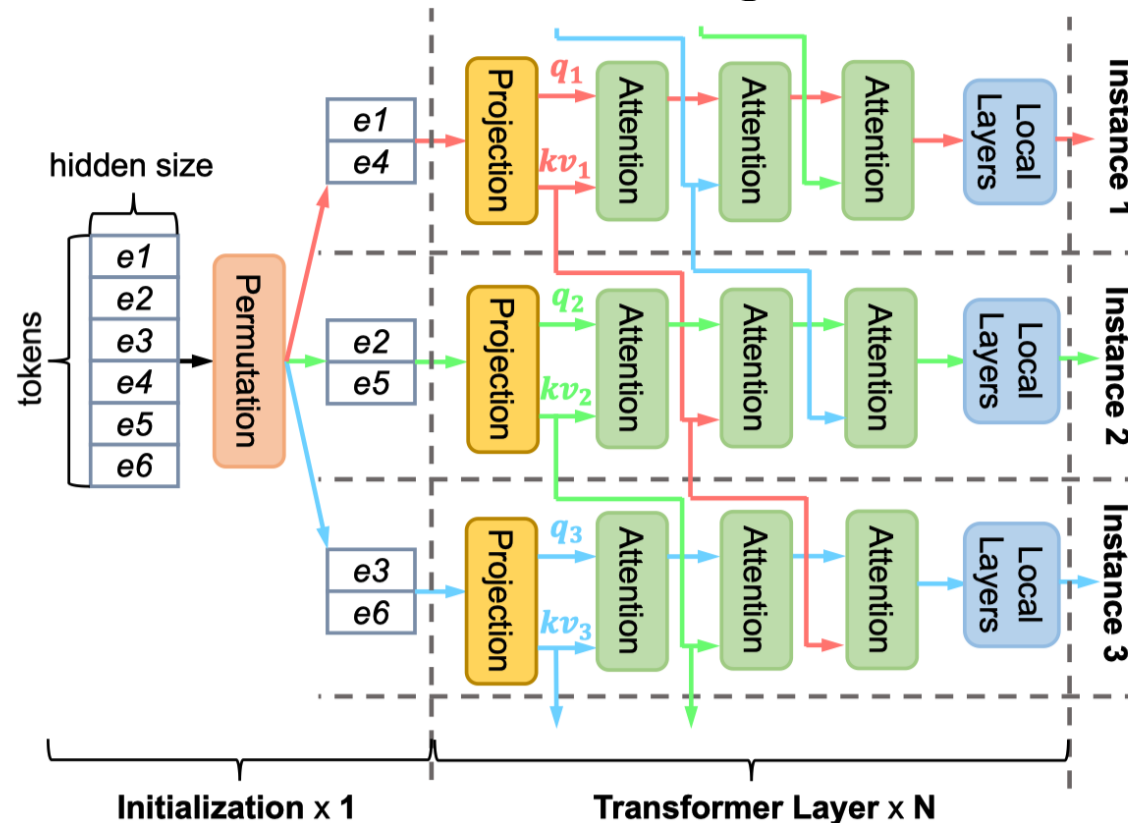 hidden size
tokens
e1
e2
e3
e4
e5
e6
Permutation
e1
e4
e2
e5
e3
e6
Projection
q1
kv1
Attention
Attention
Attention
Local
Layers
Instance 1
Projection
q2
kv2
Attention
Attention
Attention
Local
Layers
Instance 2
Projection
q3
kv3
Attention
Attention
Attention
Local
Layers
Instance 3
Initialization x 1
Transformer Layer x N